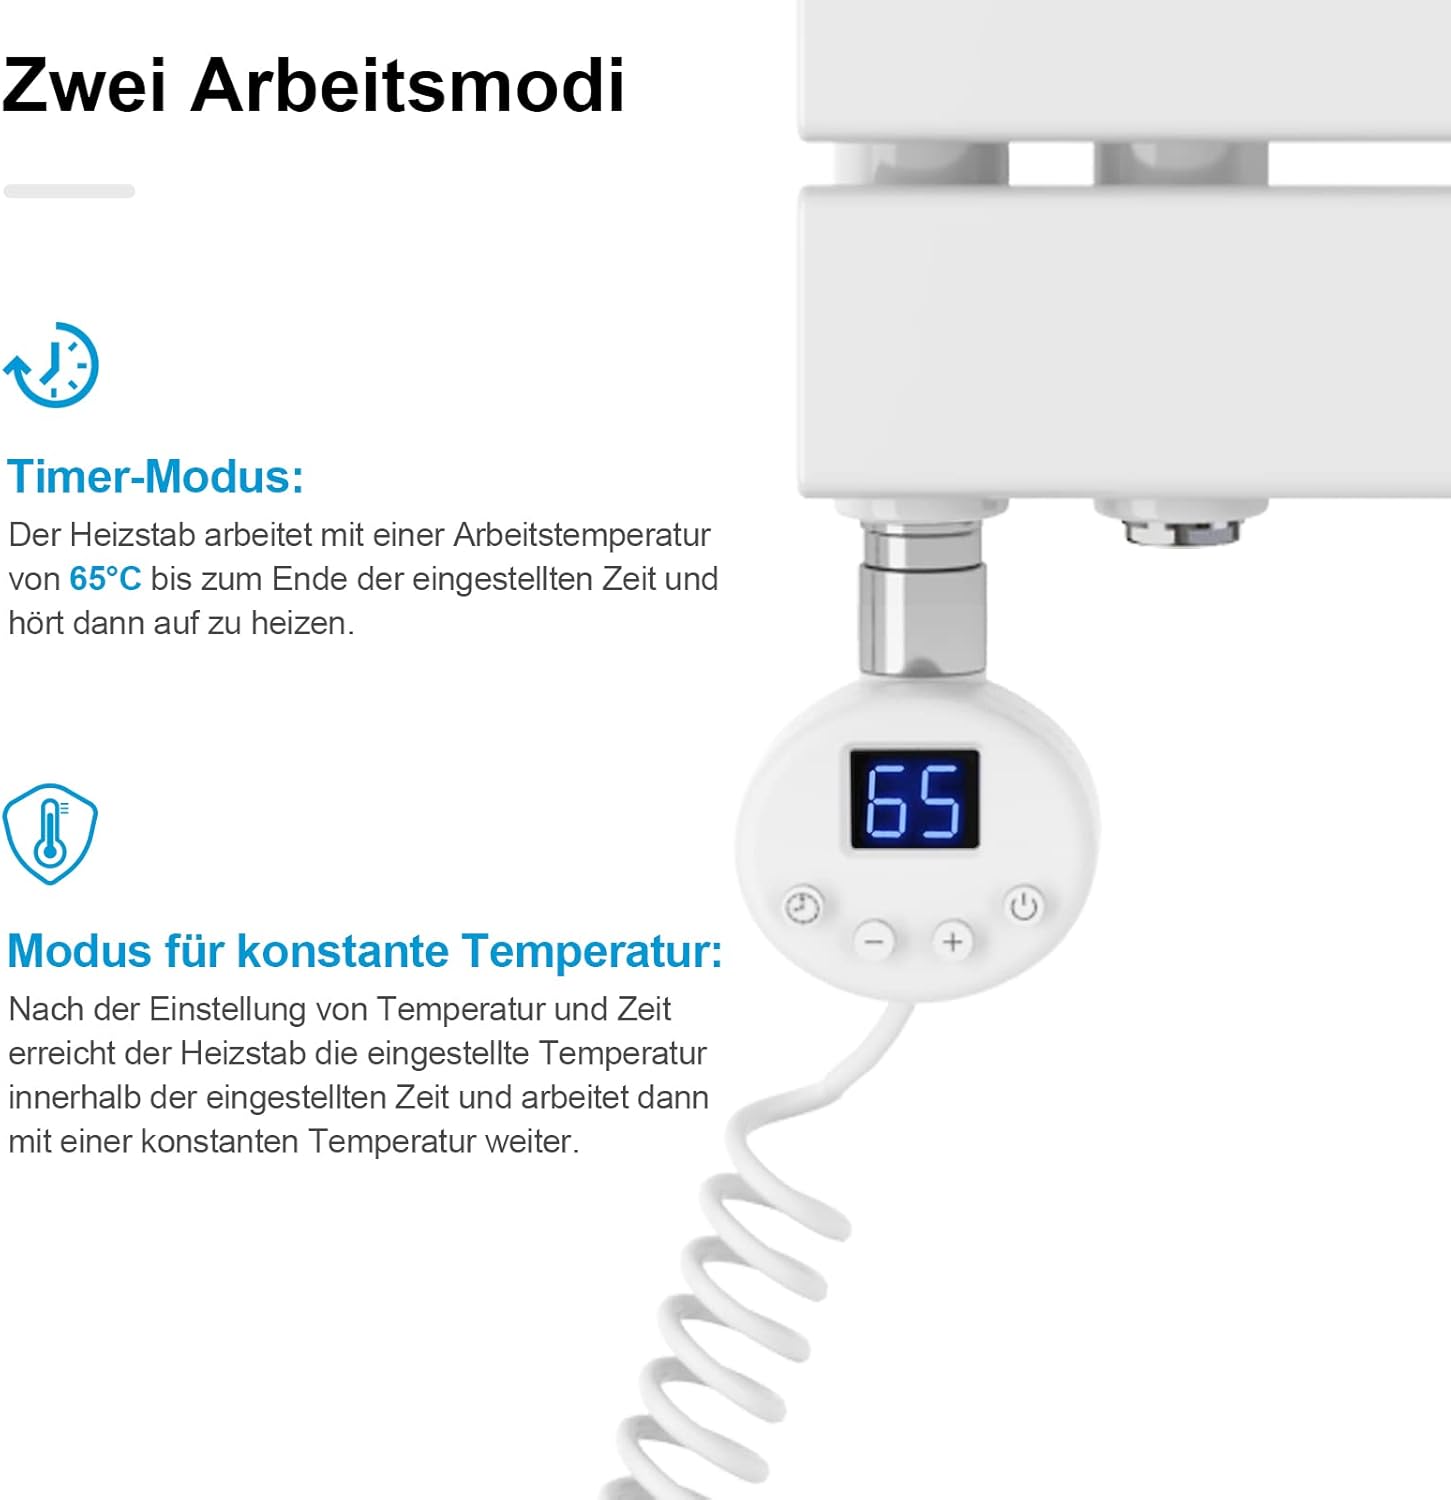 Zwei Arbeitsmodi
Timer-Modus:
Der Heizstab arbeitet mit einer Arbeitstemperatur
von 65°C bis zum Ende der eingestellten Zeit und
hört dann auf zu heizen.
65
Modus für konstante Temperatur:
Nach der Einstellung von Temperatur und Zeit
erreicht der Heizstab die eingestellte Temperatur
innerhalb der eingestellten Zeit und arbeitet dann
mit einer konstanten Temperatur weiter.